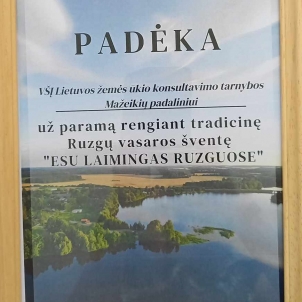 PADĖKA
VŠĮ Lietuvos žemės ūkio konsultavimo tarnybos
Mažeikių padaliniui
už paramą rengiant tradicinę
Ruzgų vasaros šventę
"ESU LAIMINGAS RUZGUOSE"